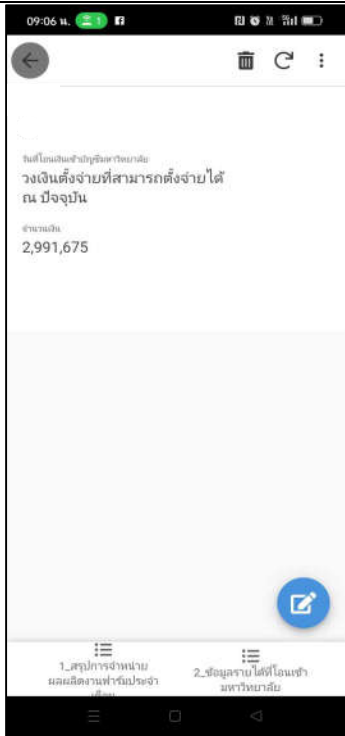 09:06 น. 1
วันที่โอนเงินเข้าบัญชีมหาวิทยาลัย
วงเงินตั้งจ่ายที่สามารถตั้งจ่ายได้
ณ ปัจจุบัน
จำนวนเงิน
2,991,675
1_สรุปการจำหน่าย
ผลผลิตงานฟาร์มประจำ
เดือน
2_ข้อมูลรายได้ที่โอนเข้า
มหาวิทยาลัย